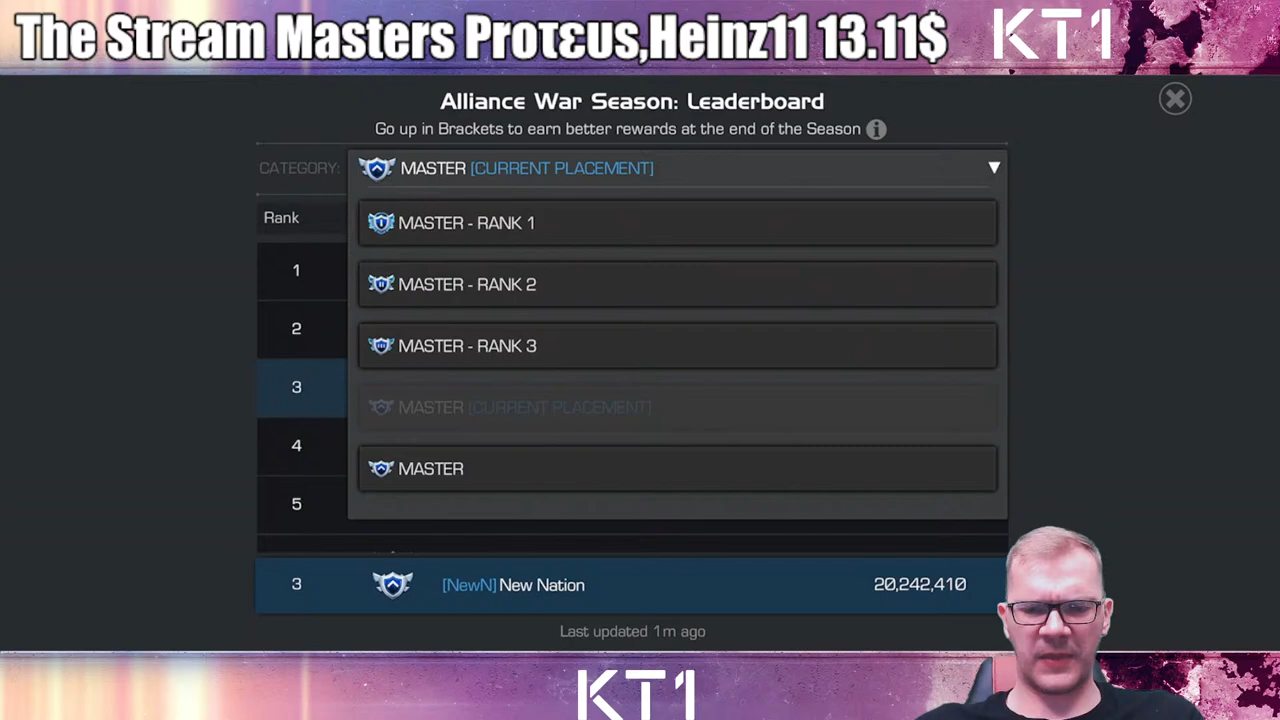 The Stream Masters Proτευs,Heinz11 13.11$
KT1
Alliance War Season: Leaderboard
Go up in Brackets to earn better rewards at the end of the Season
CATEGORY:
MASTER [CURRENT PLACEMENT]
Rank
MASTER - RANK 1
1
MASTER - RANK 2
2
MASTER - RANK 3
3
MASTER [CURRENT PLACEMENT]
4
MASTER
5
3 [NewN] New Nation 20,242,410
Last updated 1m ago
KT1